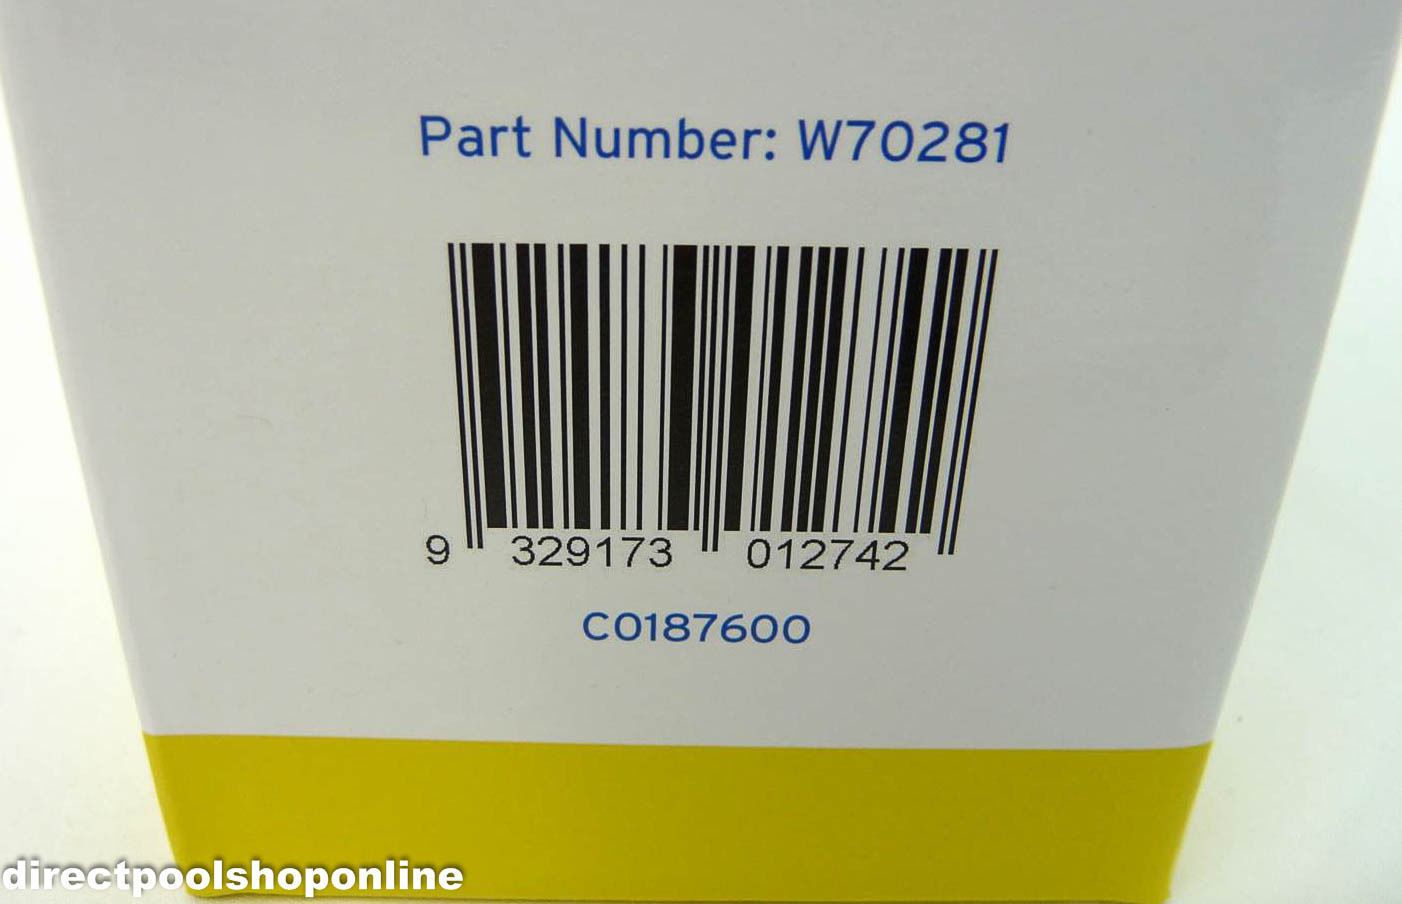 Part Number: W70281
9 329173 012742
C0187600
directpoolshoponline